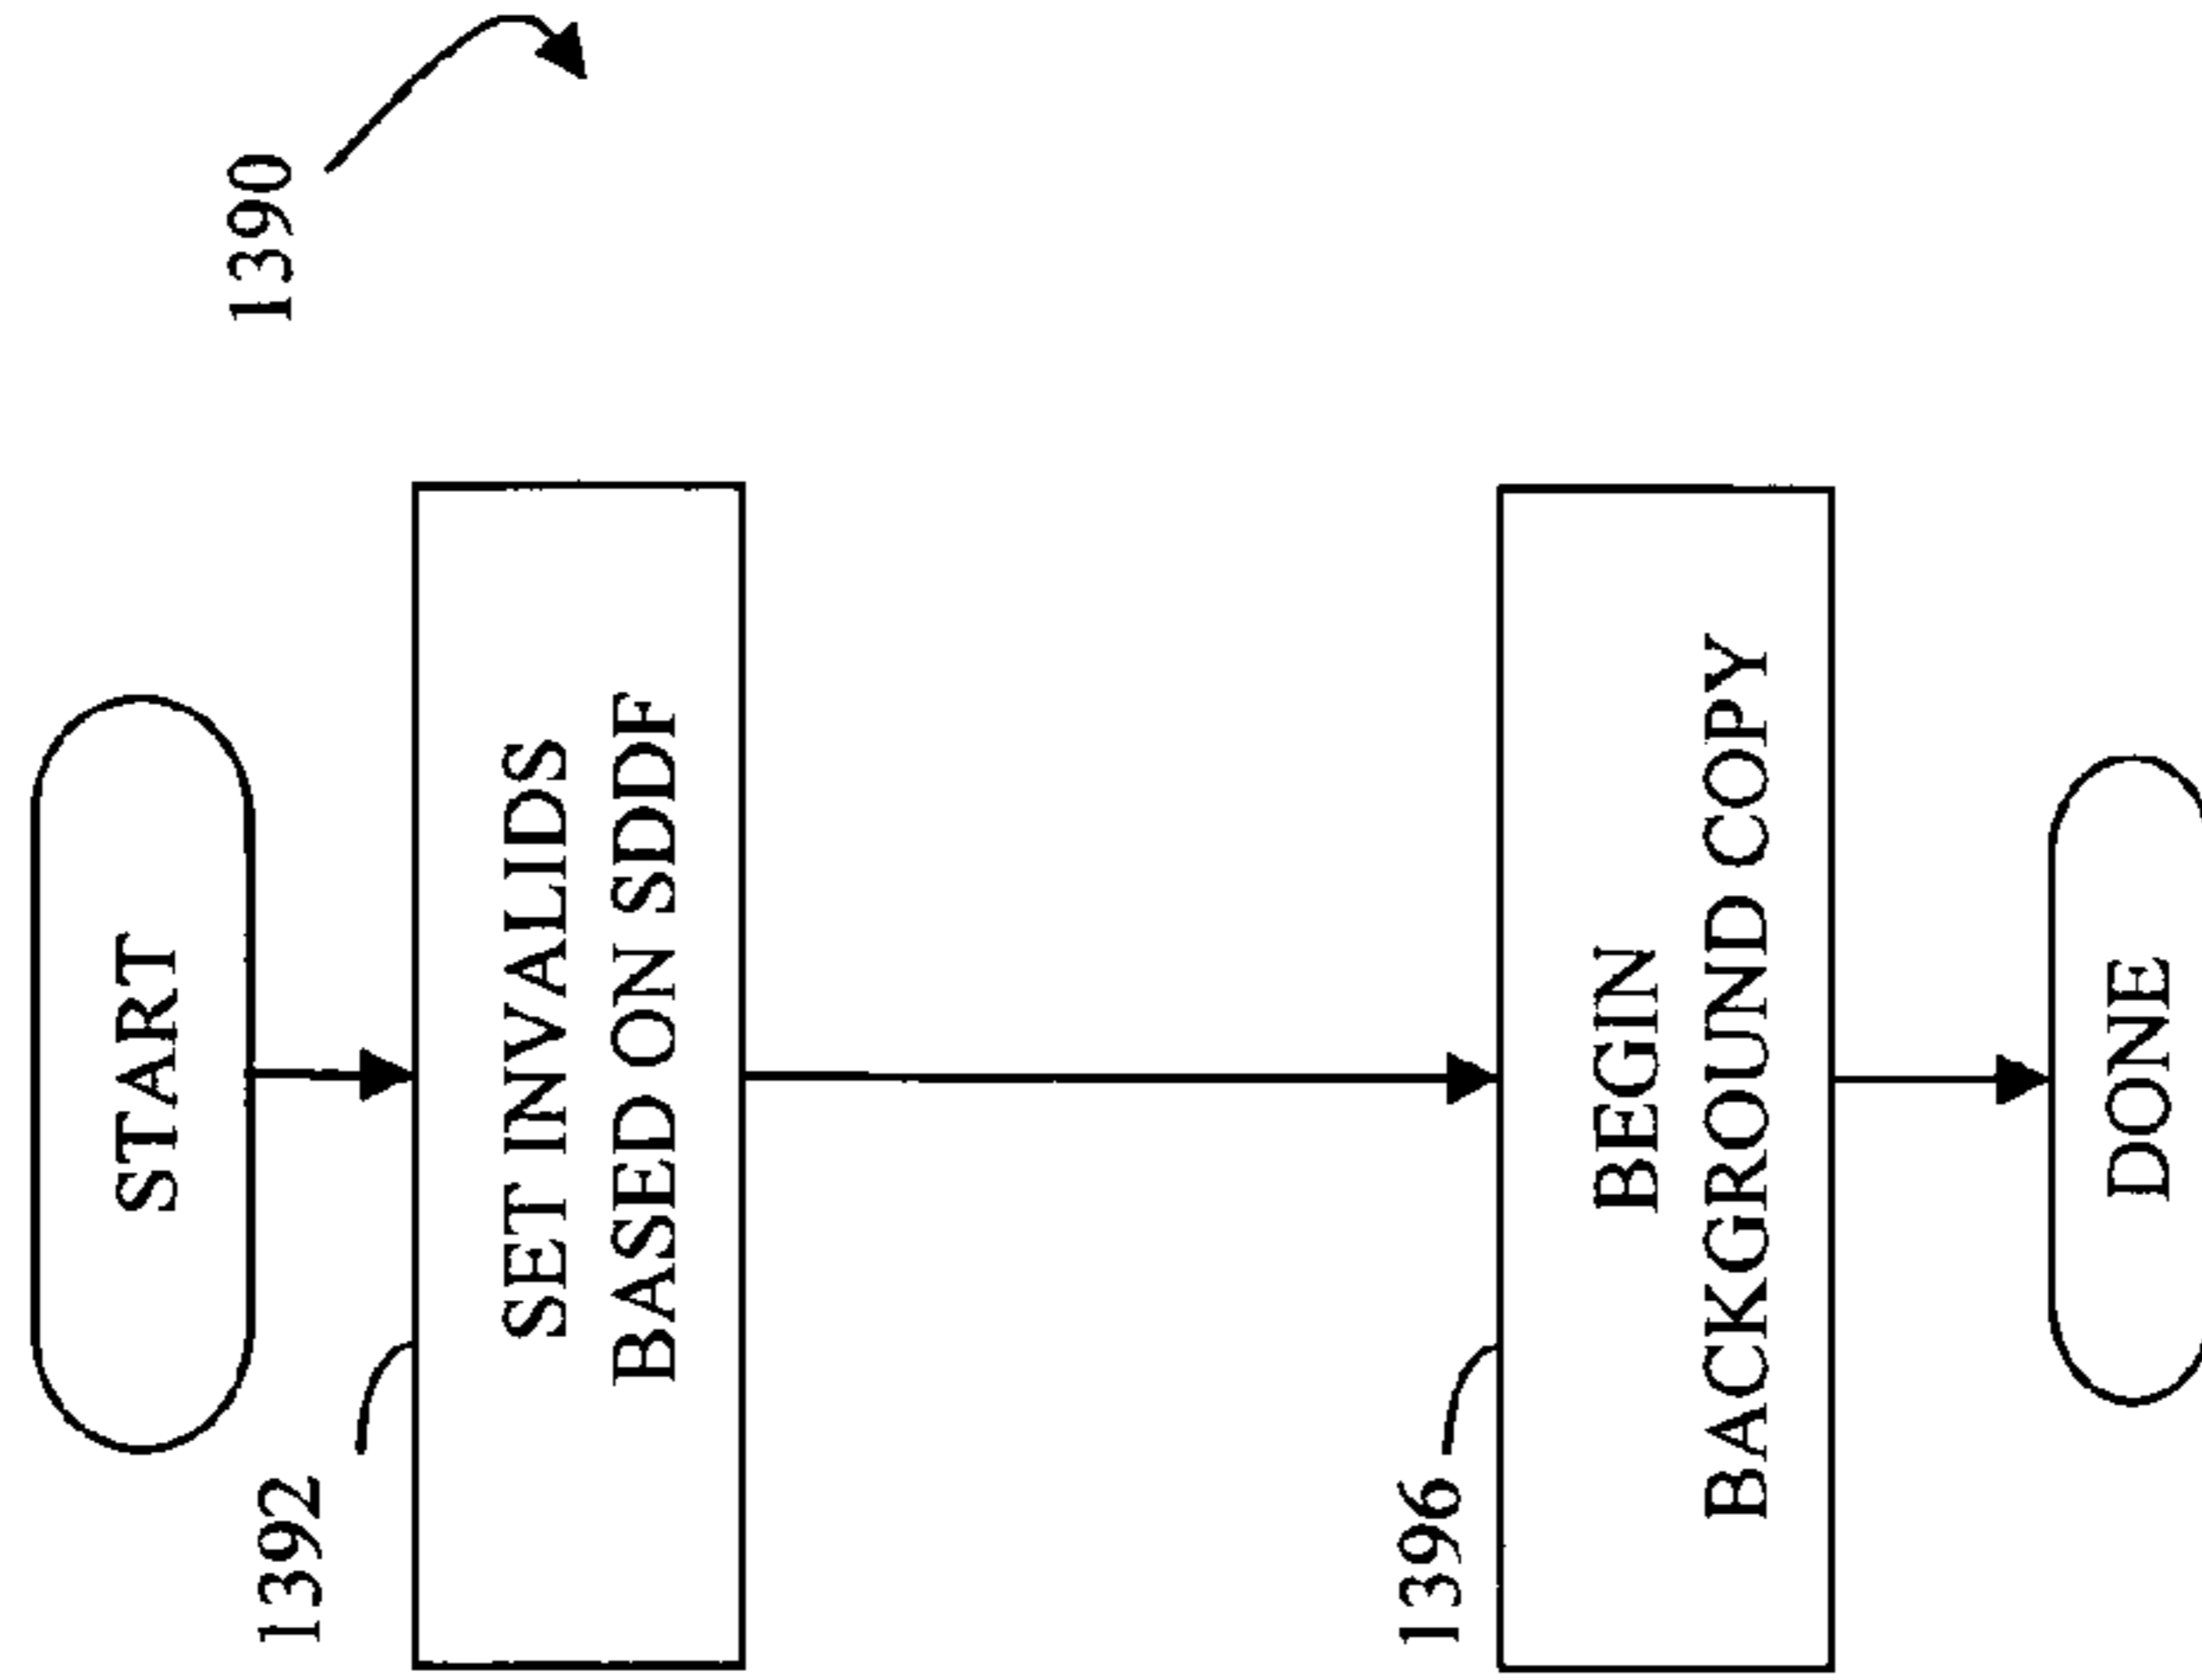 1390
START
1392
SET INVALIDS
BASED ON SDDF
1396
BEGIN
BACKGROUND COPY
DONE